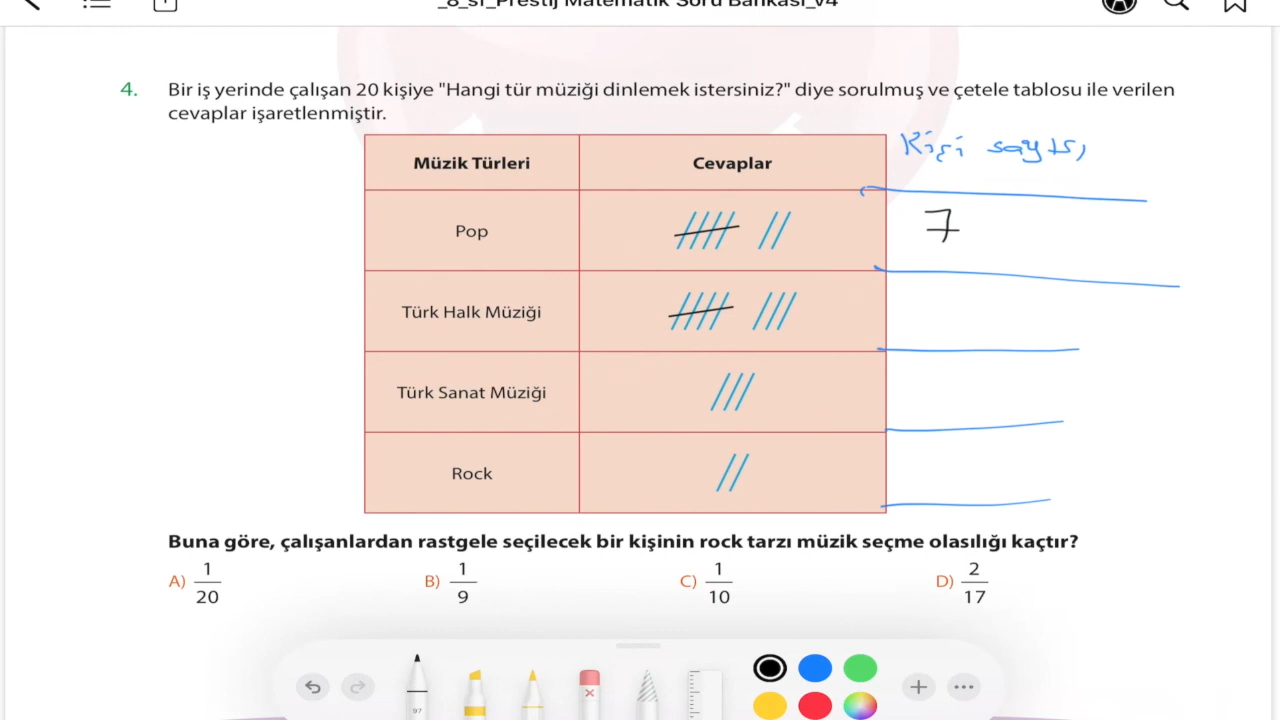 _8_sf_Prestij Matematik Soru Bankası_v4
4. Bir iş yerinde çalışan 20 kişiye "Hangi tür müziği dinlemek istersiniz?" diye sorulmuş ve çetele tablosu ile verilen
cevaplar işaretlenmiştir.
Müzik Türleri Cevaplar Kişi sayısı
Pop 7
Türk Halk Müziği
Türk Sanat Müziği
Rock
Buna göre, çalışanlardan rastgele seçilecek bir kişinin rock tarzı müzik seçme olasılığı kaçtır?
A) 1/20 B) 1/9 C) 1/10 D) 2/17
97